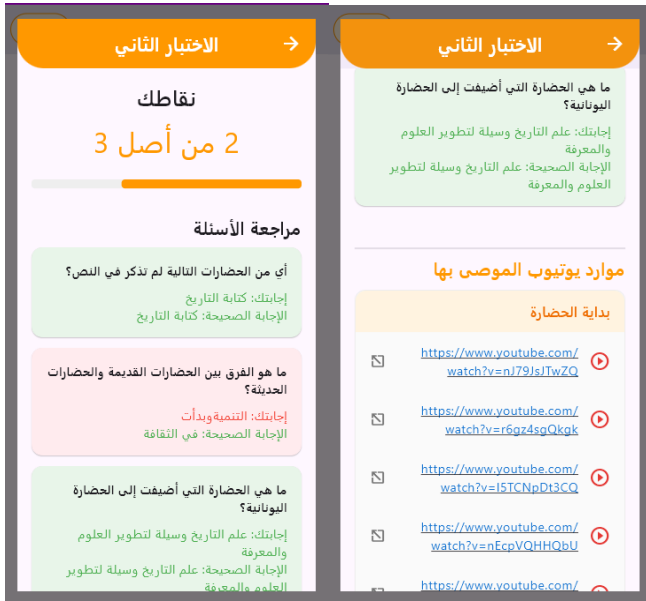 الاختبار الثاني
نقاطك
2 من أصل 3
مراجعة الأسئلة
أي من الحضارات التالية لم تذكر في النص؟
إجابتك: كتابة التاريخ
الإجابة الصحيحة: كتابة التاريخ
ما هو الفرق بين الحضارات القديمة والحضارات
الحديثة؟
إجابتك: التنميةوبدأت
الإجابة الصحيحة: في الثقافة
ما هي الحضارة التي أضيفت إلى الحضارة
اليونانية؟
إجابتك: علم التاريخ وسيلة لتطوير العلوم
والمعرفة
الإجابة الصحيحة: علم التاريخ وسيلة لتطوير
العلوم والمعرفة
الاختبار الثاني
ما هي الحضارة التي أضيفت إلى الحضارة
اليونانية؟
إجابتك: علم التاريخ وسيلة لتطوير العلوم
والمعرفة
الإجابة الصحيحة: علم التاريخ وسيلة لتطوير
العلوم والمعرفة
موارد يوتيوب الموصى بها
بداية الحضارة
https://www.youtube.com/
watch?v=nJ79JsJTwZQ
https://www.youtube.com/
watch?v=r6gz4sgQkgk
https://www.youtube.com/
watch?v=I5TCNpDt3CQ
https://www.youtube.com/
watch?v=nEcpVQHHQbU
https://www.youtube.com/